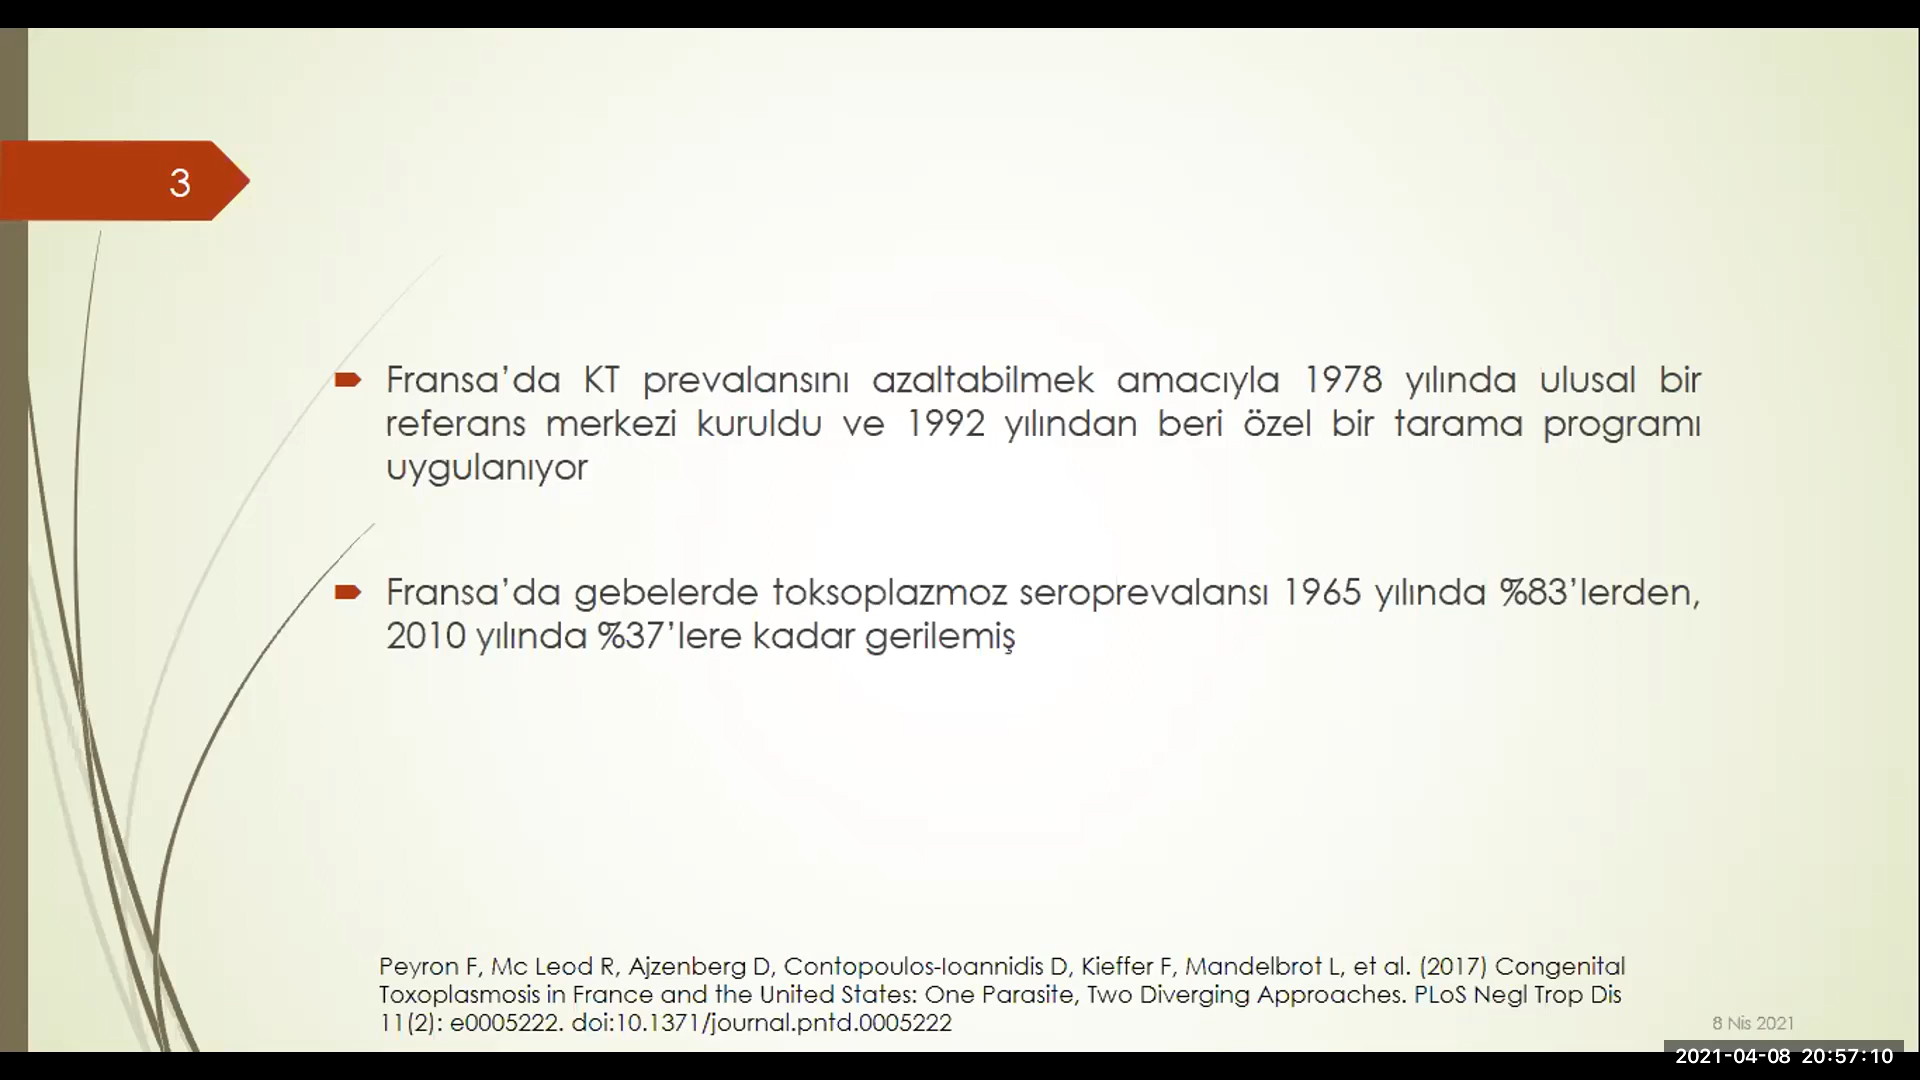 3
Fransa’da KT prevalansını azaltabilmek amacıyla 1978 yılında ulusal bir
referans merkezi kuruldu ve 1992 yılından beri özel bir tarama programı
uygulanıyor
Fransa’da gebelerde toksoplazmoz seroprevalansı 1965 yılında %83’lerden,
2010 yılında %37’lere kadar gerilemiş
Peyron F, Mc Leod R, Ajzenberg D, Contopoulos-Ioannidis D, Kieffer F, Mandelbrot L, et al. (2017) Congenital
Toxoplasmosis in France and the United States: One Parasite, Two Diverging Approaches. PLoS Negl Trop Dis
11(2): e0005222. doi:10.1371/journal.pntd.0005222
8 Nis 2021
2021-04-08 20:57:10